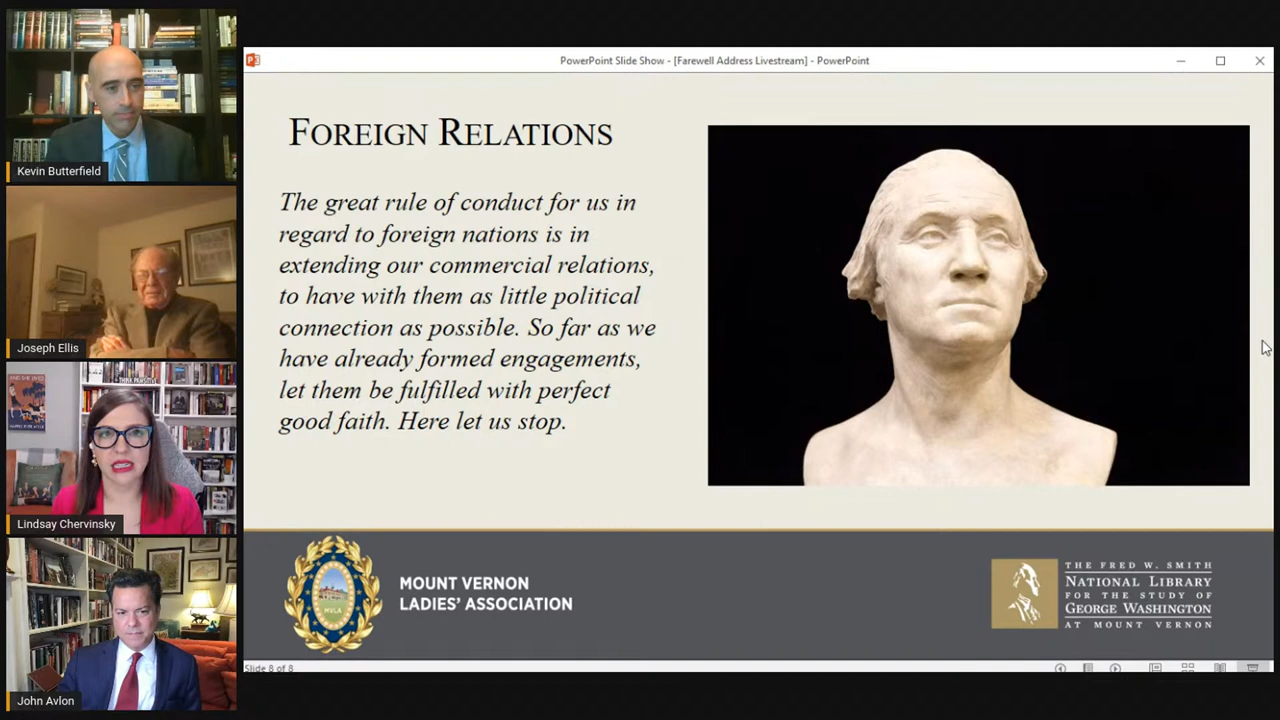 Kevin Butterfield
Joseph Ellis
Lindsay Chervinsky
John Avlon
PowerPoint Slide Show - [Farewell Address Livestream] - PowerPoint
FOREIGN RELATIONS
The great rule of conduct for us in
regard to foreign nations is in
extending our commercial relations,
to have with them as little political
connection as possible. So far as we
have already formed engagements,
let them be fulfilled with perfect
good faith. Here let us stop.
MVLA
MOUNT VERNON
LADIES' ASSOCIATION
THE FRED W. SMITH
NATIONAL LIBRARY
FOR THE STUDY OF
GEORGE WASHINGTON
AT MOUNT VERNON
Slide 8 of 8